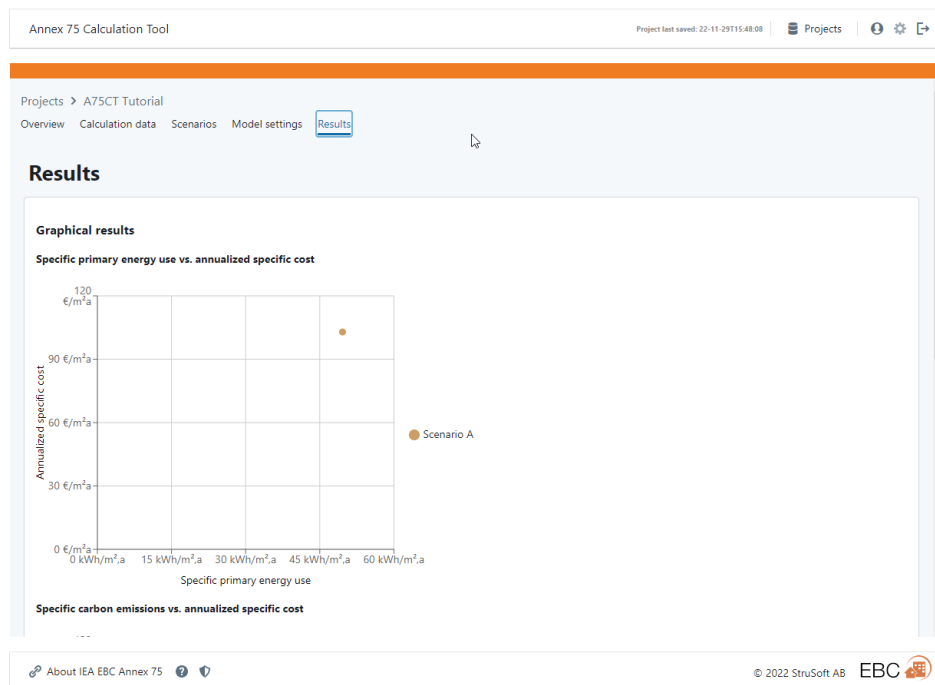 Annex 75 Calculation Tool
Project last saved: 22-11-29T15:48:08
Projects
Projects > A75CT Tutorial
Overview Calculation data Scenarios Model settings Results
Results
Graphical results
Specific primary energy use vs. annualized specific cost
120
€/m²a
90 €/m²a
60 €/m²a
30 €/m²a
0 €/m²a
Annualized specific cost
0 kWh/m²,a 15 kWh/m²,a 30 kWh/m²,a 45 kWh/m²,a 60 kWh/m²,a
Specific primary energy use
Scenario A
Specific carbon emissions vs. annualized specific cost
About IEA EBC Annex 75 ?
© 2022 StruSoft AB EBC